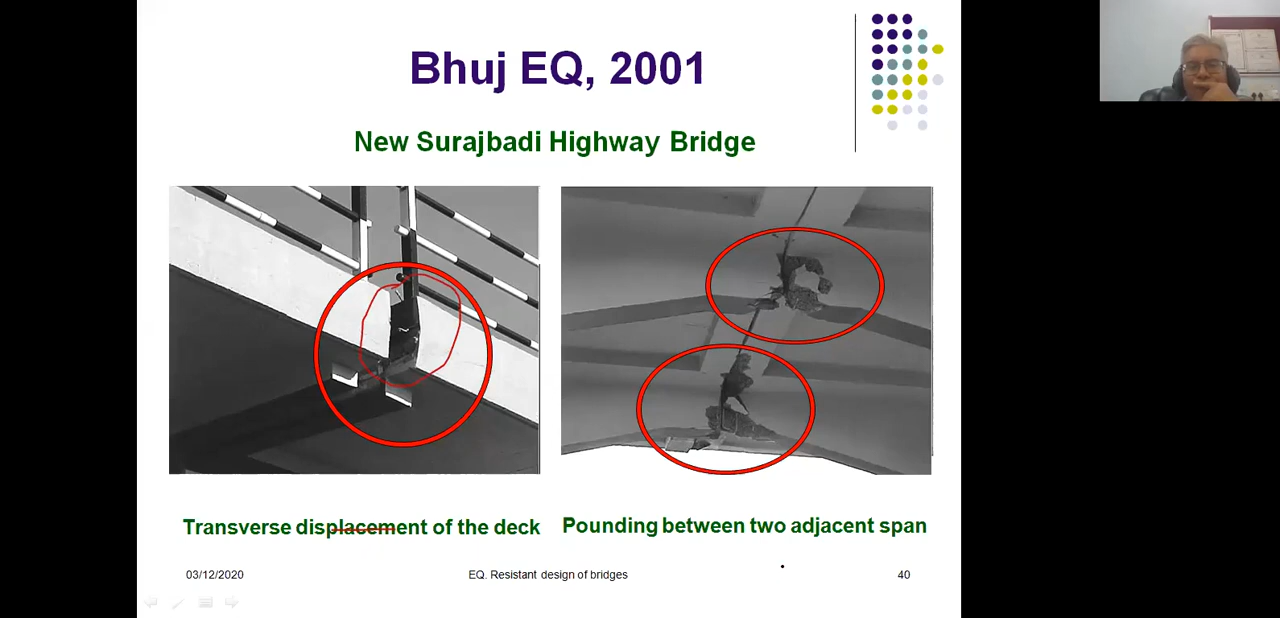 Bhuj EQ, 2001
New Surajbadi Highway Bridge
Transverse displacement of the deck
Pounding between two adjacent span
03/12/2020
EQ. Resistant design of bridges
40